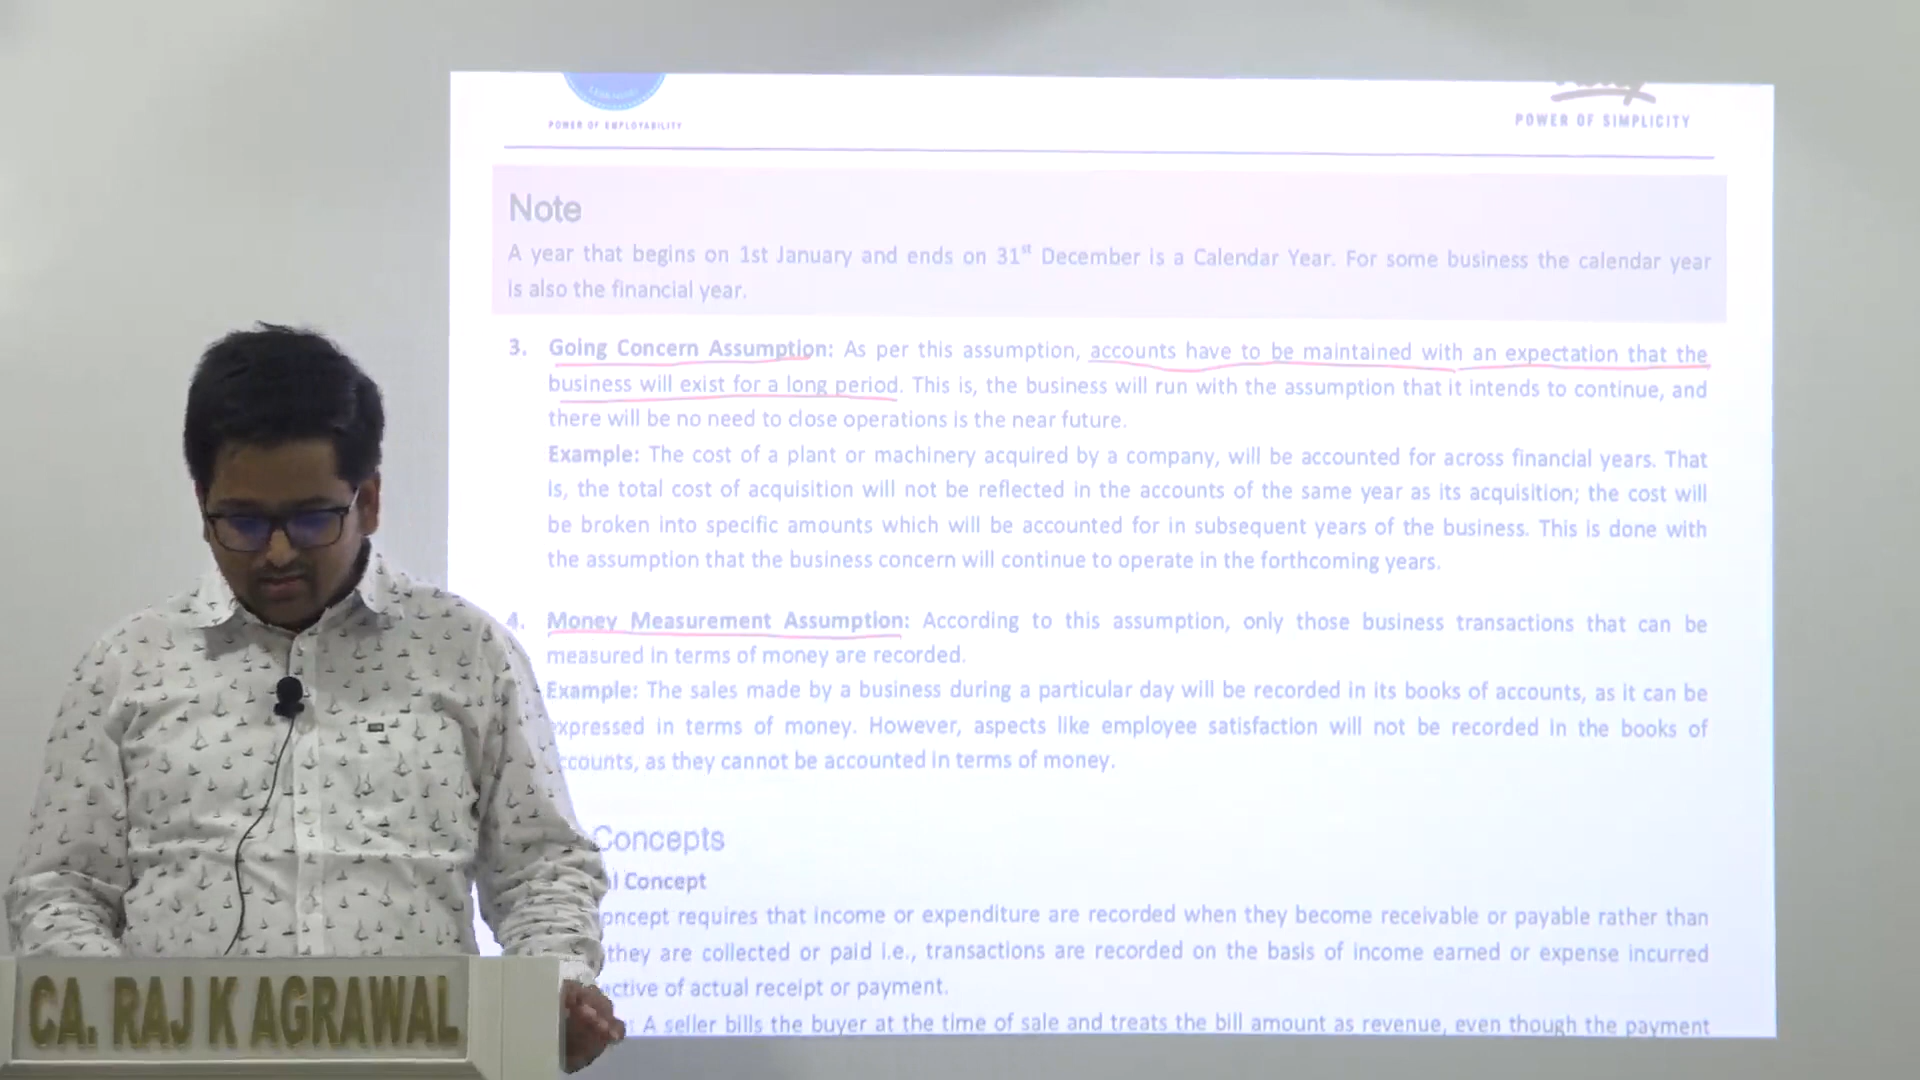 POWER OF EMPLOYABILITY
POWER OF SIMPLICITY
Note
A year that begins on 1st January and ends on 31st December is a Calendar Year. For some business the calendar year
is also the financial year.
3. Going Concern Assumption: As per this assumption, accounts have to be maintained with an expectation that the
business will exist for a long period. This is, the business will run with the assumption that it intends to continue, and
there will be no need to close operations is the near future.
Example: The cost of a plant or machinery acquired by a company, will be accounted for across financial years. That
is, the total cost of acquisition will not be reflected in the accounts of the same year as its acquisition; the cost will
be broken into specific amounts which will be accounted for in subsequent years of the business. This is done with
the assumption that the business concern will continue to operate in the forthcoming years.
4. Money Measurement Assumption: According to this assumption, only those business transactions that can be
measured in terms of money are recorded.
Example: The sales made by a business during a particular day will be recorded in its books of accounts, as it can be
expressed in terms of money. However, aspects like employee satisfaction will not be recorded in the books of
accounts, as they cannot be accounted in terms of money.
Concepts
Concept
oncept requires that income or expenditure are recorded when they become receivable or payable rather than
they are collected or paid i.e., transactions are recorded on the basis of income earned or expense incurred
ctive of actual receipt or payment.
: A seller bills the buyer at the time of sale and treats the bill amount as revenue, even though the payment
CA. RAJ K AGRAWAL